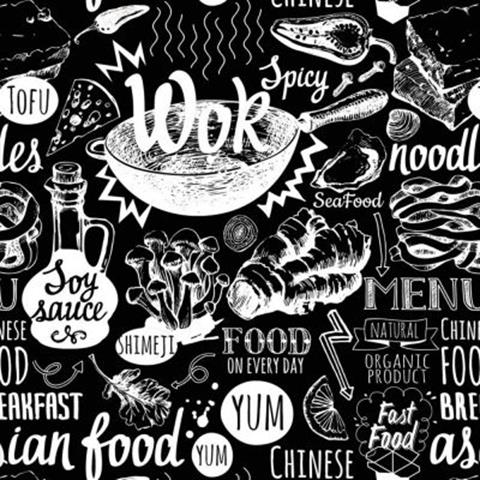 CHINESE
TOFU
Wok
Spicy
les
noodl
SeaFood
Soy
sauce
U
MENU
SHIMEJI
FOOD
ON EVERY DAY
NATURAL
ORGANIC
PRODUCT
NESE
OD
EAKFAST
CHIN
FOO
BRE
Fast
Food
YUM
sian food
YUM
as
CHINESE